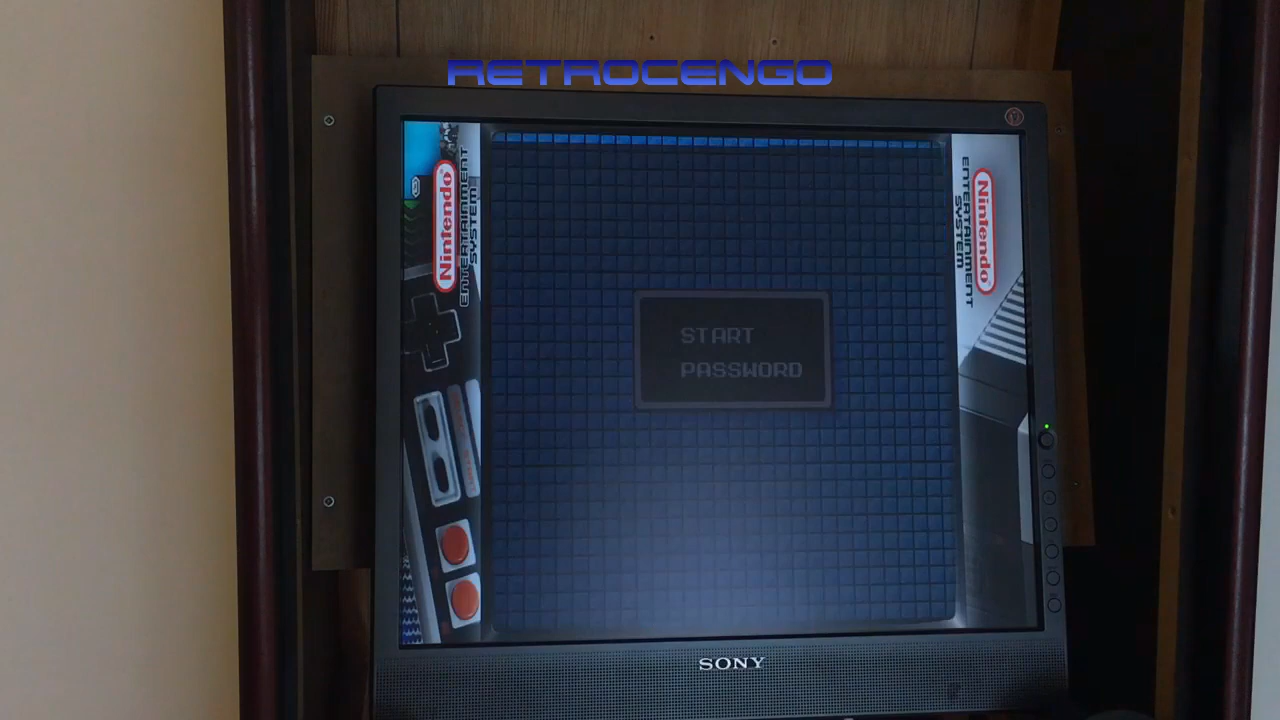 RETROCENGO
Nintendo
ENTERTAINMENT
SYSTEM
Nintendo
ENTERTAINMENT
SYSTEM
START
PASSWORD
SONY